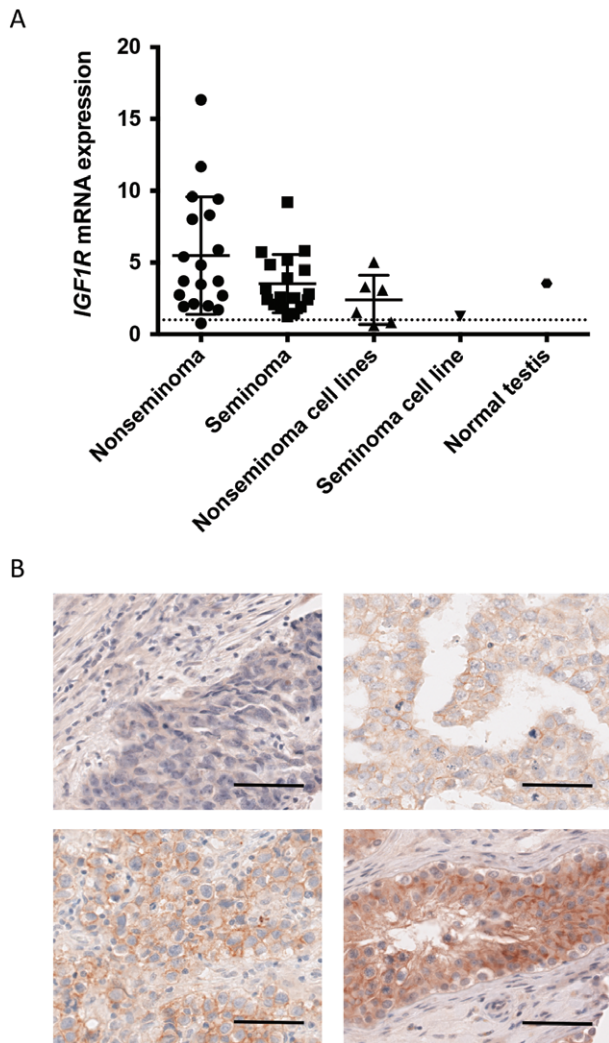 A
IGF1R mRNA expression
20
15
10
5
0
Nonseminoma
Seminoma
Nonseminoma cell lines
Seminoma cell line
Normal testis
B